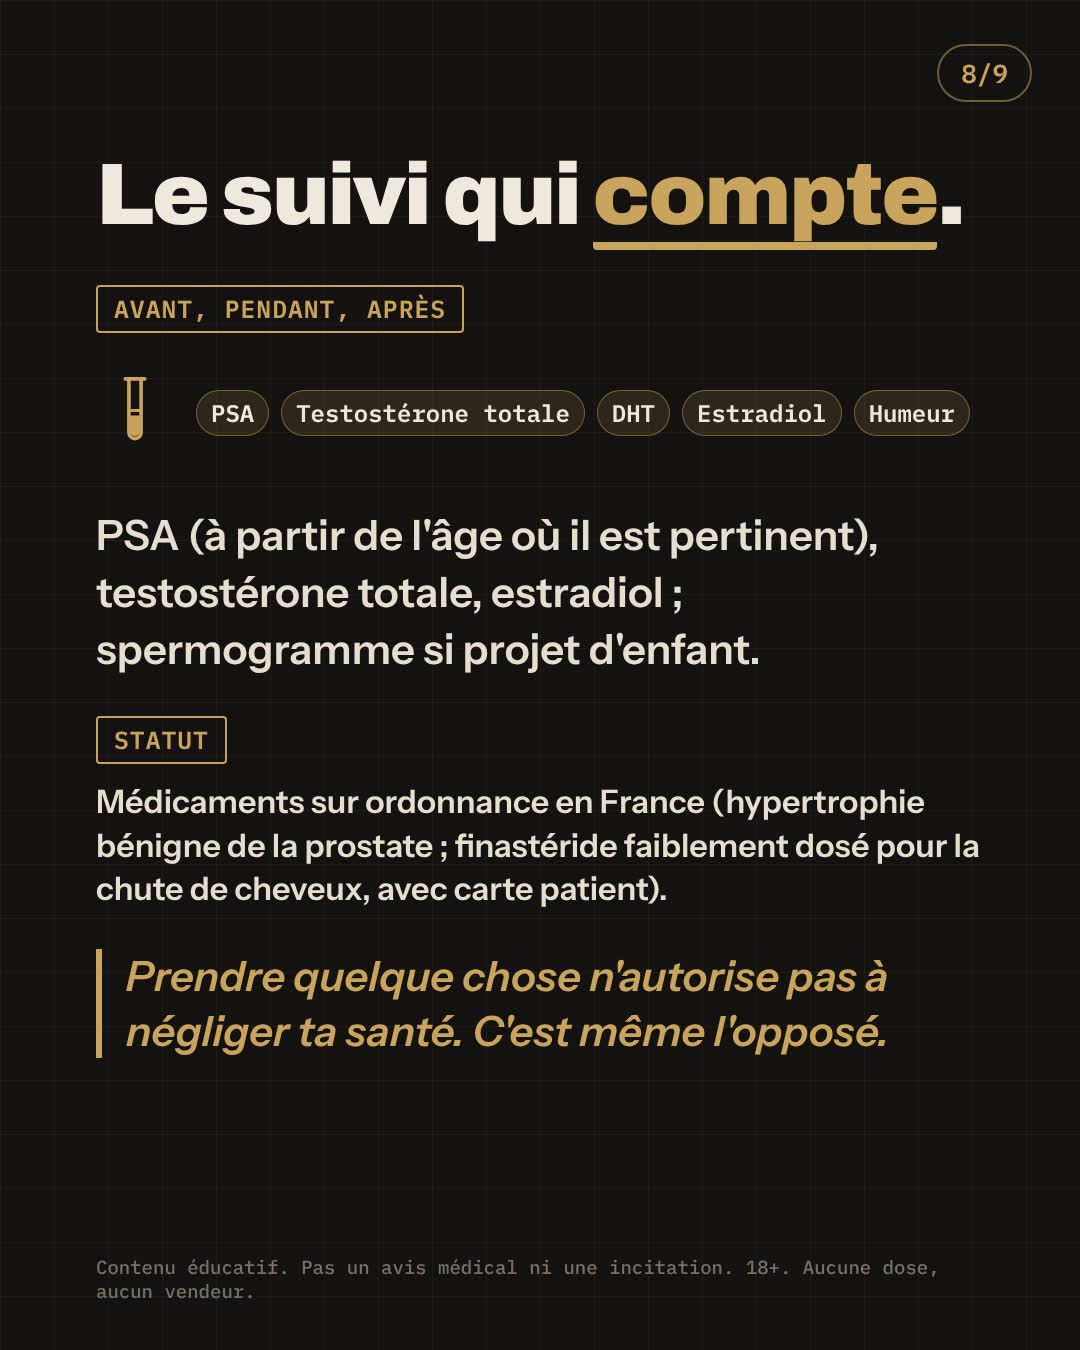 8/9
Le suivi qui compte.
AVANT, PENDANT, APRÈS
PSA Testostérone totale DHT Estradiol Humeur
PSA (à partir de l'âge où il est pertinent),
testostérone totale, estradiol ;
spermogramme si projet d'enfant.
STATUT
Médicaments sur ordonnance en France (hypertrophie
bénigne de la prostate ; finastéride faiblement dosé pour la
chute de cheveux, avec carte patient).
Prendre quelque chose n'autorise pas à
négliger ta santé. C'est même l'opposé.
Contenu éducatif. Pas un avis médical ni une incitation. 18+. Aucune dose,
aucun vendeur.